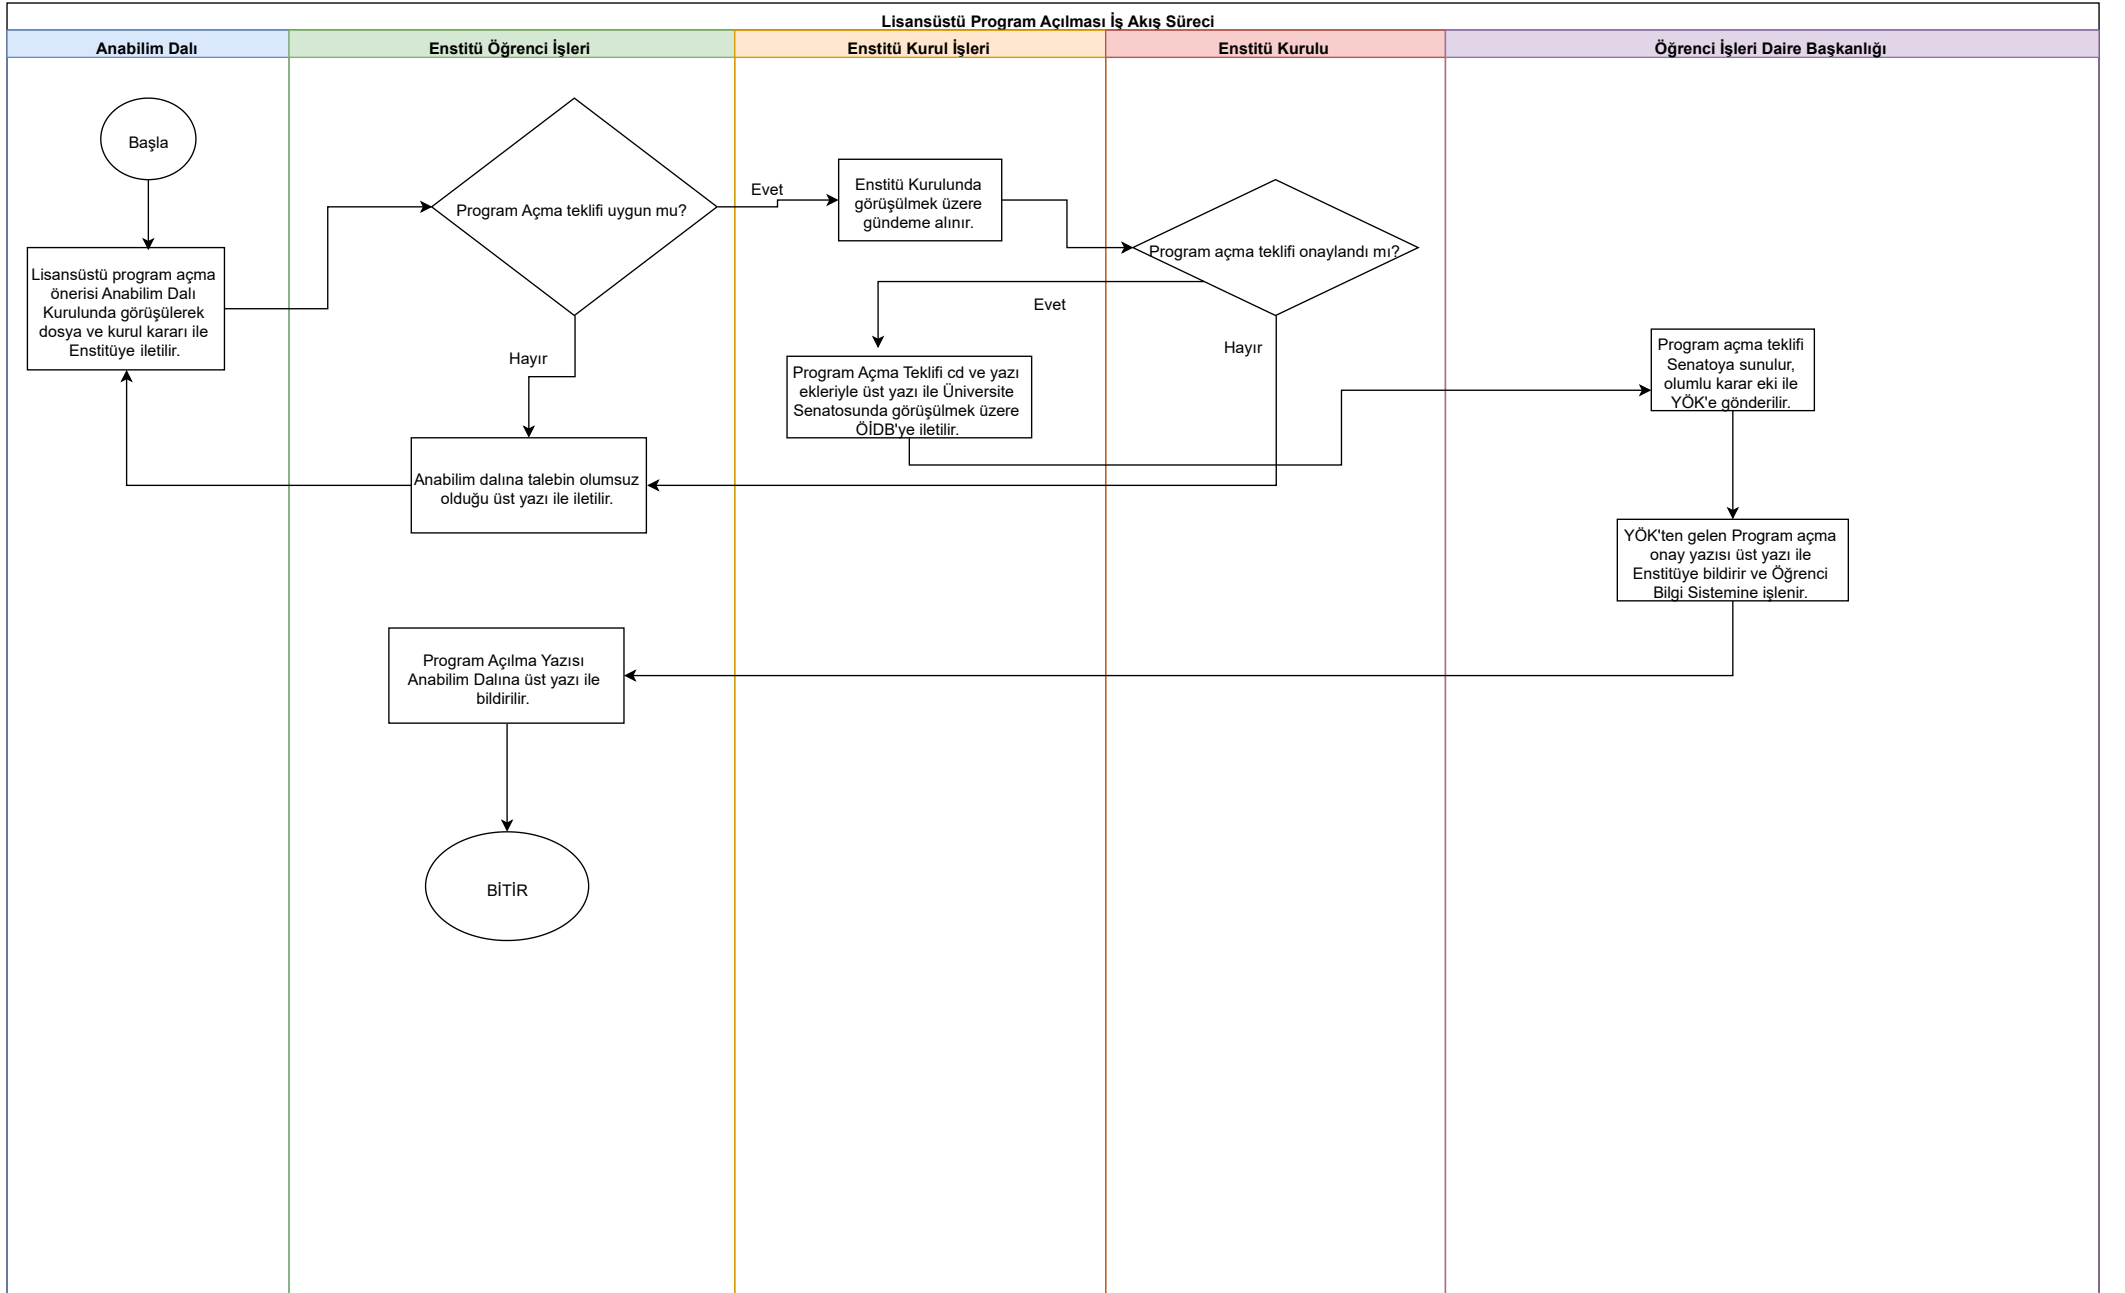 Lisansüstü Program Açılması İş Akış Süreci
Anabilim Dalı
Enstitü Öğrenci İşleri
Enstitü Kurul İşleri
Enstitü Kurulu
Öğrenci İşleri Daire Başkanlığı
Başla
Lisansüstü program açma
önerisi Anabilim Dalı
Kurulunda görüşülerek
dosya ve kurul kararı ile
Enstitüye iletilir.
Program Açma teklifi uygun mu?
Evet
Hayır
Enstitü Kurulunda
görüşülmek üzere
gündeme alınır.
Program açma teklifi onaylandı mı?
Evet
Hayır
Program Açma Teklifi cd ve yazı
ekleriyle üst yazı ile Üniversite
Senatosunda görüşülmek üzere
ÖİDB'ye iletilir.
Program açma teklifi
Senatoya sunulur,
olumlu karar eki ile
YÖK'e gönderilir.
Anabilim dalına talebin olumsuz
olduğu üst yazı ile iletilir.
YÖK'ten gelen Program açma
onay yazısı üst yazı ile
Enstitüye bildirir ve Öğrenci
Bilgi Sistemine işlenir.
Program Açılma Yazısı
Anabilim Dalına üst yazı ile
bildirilir.
BİTİR